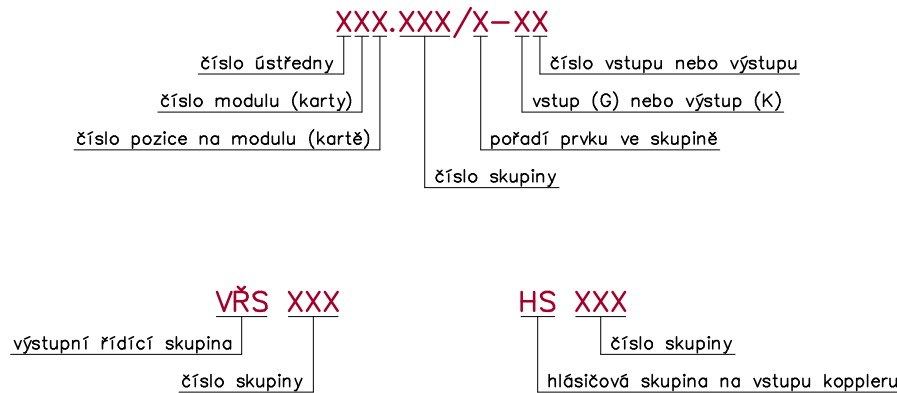 XXX.XXX/X-XX
číslo ústředny číslo vstupu nebo výstupu
číslo modulu (karty) vstup (G) nebo výstup (K)
číslo pozice na modulu (kartě) pořadí prvku ve skupině
číslo skupiny
VŘS XXX HS XXX
výstupní řídící skupina číslo skupiny
číslo skupiny hlásičová skupina na vstupu koppleru